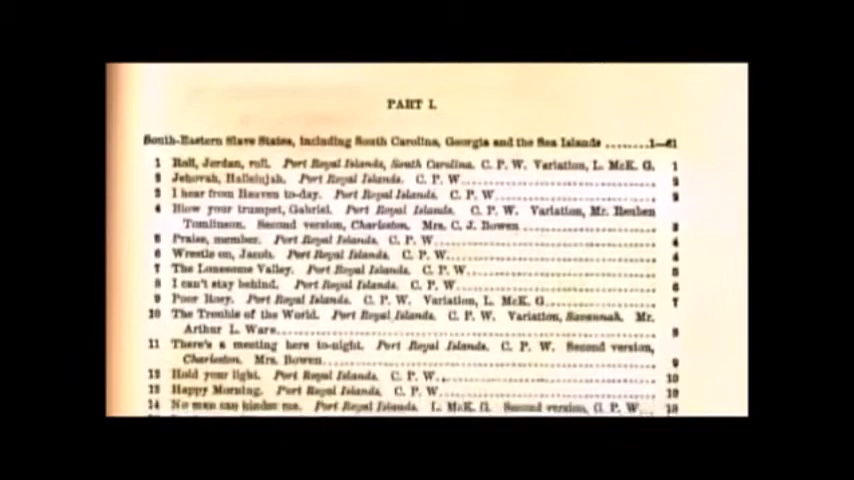 PART I.
South-Eastern Slave States, including South Carolina, Georgia and the Sea Islands ........1—61
1 Roll, Jordan, roll. Port Royal Islands, South Carolina. C. P. W. Variation, L. McK. G. 1
2 Jehovah, Hallelujah. Port Royal Islands. C. P. W. 2
3 I hear from Heaven to-day. Port Royal Islands. C. P. W. 2
4 Blow your trumpet, Gabriel. Port Royal Islands. C. P. W. Variation, Mr. Reuben
Tomlinson. Second version, Charleston. Mrs. C. J. Bowen 3
5 Praise, member. Port Royal Islands. C. P. W. 4
6 Wrestle on, Jacob. Port Royal Islands. C. P. W. 4
7 The Lonesome Valley. Port Royal Islands. C. P. W. 5
8 I can't stay behind. Port Royal Islands. C. P. W. 6
9 Poor Rosy. Port Royal Islands. C. P. W. Variation, L. McK. G. 7
10 The Trouble of the World. Port Royal Islands. C. P. W. Variation, Savannah. Mr.
Arthur L. Ware. 8
11 There's a meeting here to-night. Port Royal Islands. C. P. W. Second version,
Charleston. Mrs. Bowen 9
12 Hold your light. Port Royal Islands. C. P. W. 10
13 Happy Morning. Port Royal Islands. C. P. W. 10
14 No man can hinder me. Port Royal Islands. L. McK. G. Second version, C. P. W.